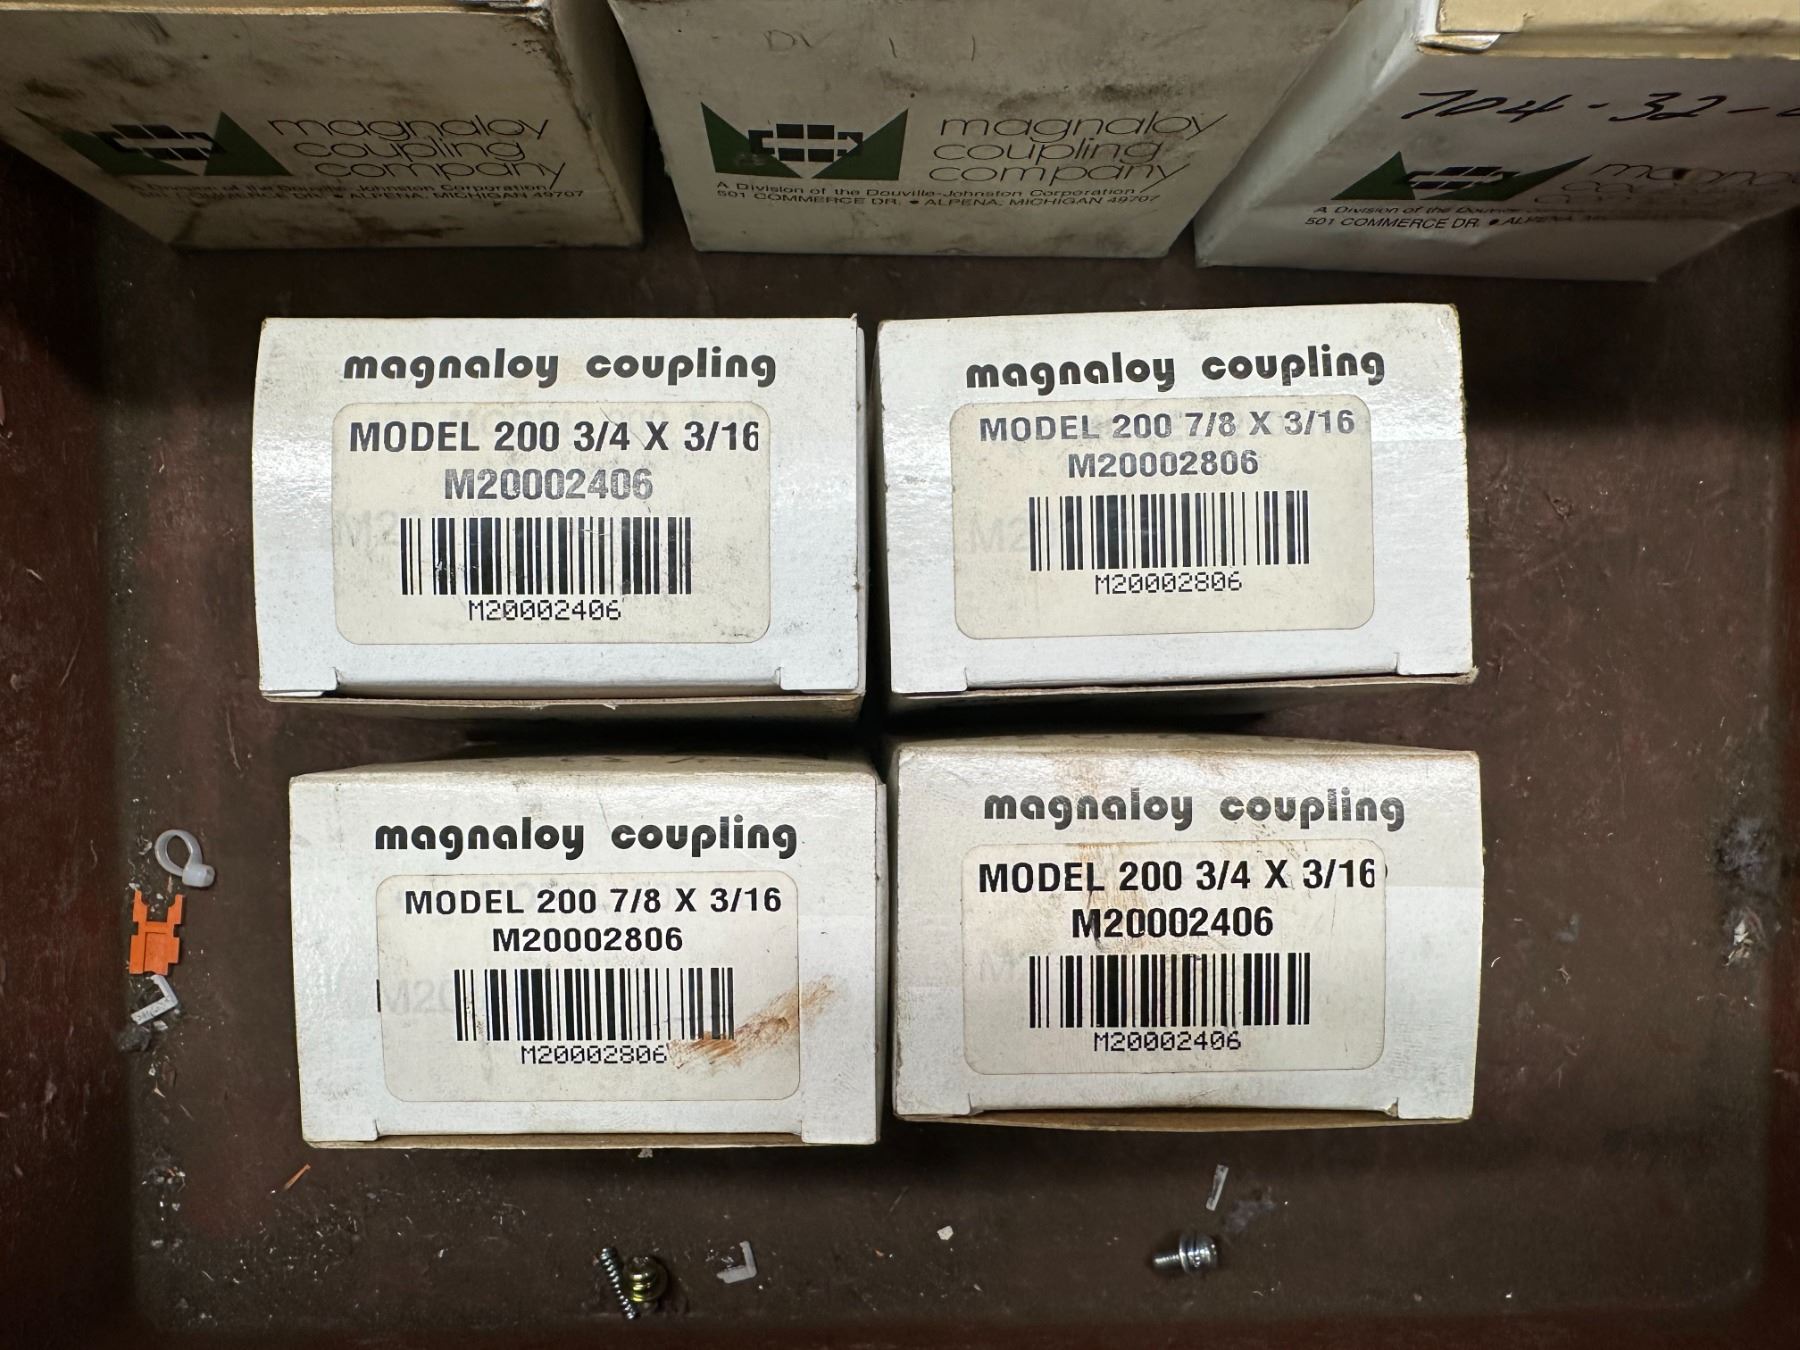 magnaloy
coupling
company
A Division of the Douville-Johnston Corporation
501 COMMERCE DR. • ALPENA, MICHIGAN 49707
DV 1 1
magnaloy
coupling
company
A Division of the Douville-Johnston Corporation
501 COMMERCE DR. • ALPENA, MICHIGAN 49707
704-32-
A Division of the
501 COMMERCE DR. •
magnaloy coupling
MODEL 200 3/4 X 3/16
M20002406
M20002406
magnaloy coupling
MODEL 200 7/8 X 3/16
M20002806
M20002806
magnaloy coupling
MODEL 200 7/8 X 3/16
M20002806
M20002806
magnaloy coupling
MODEL 200 3/4 X 3/16
M20002406
M20002406